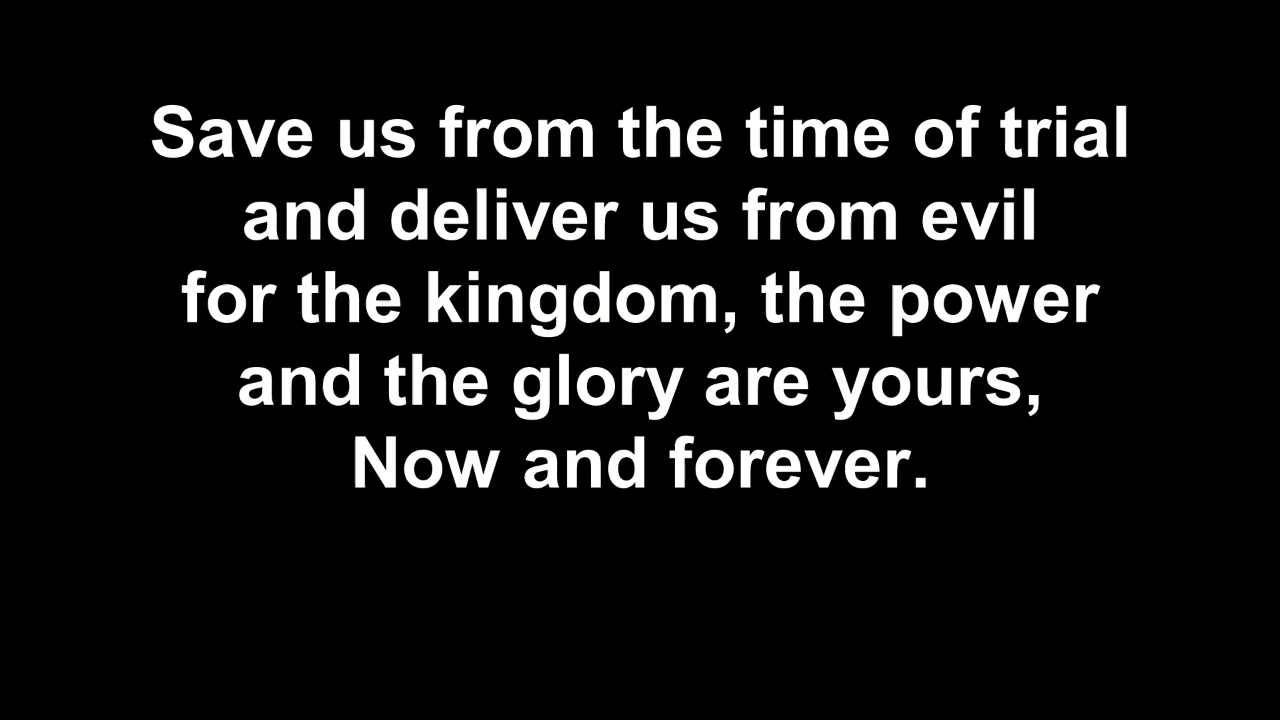 Save us from the time of trial
and deliver us from evil
for the kingdom, the power
and the glory are yours,
Now and forever.